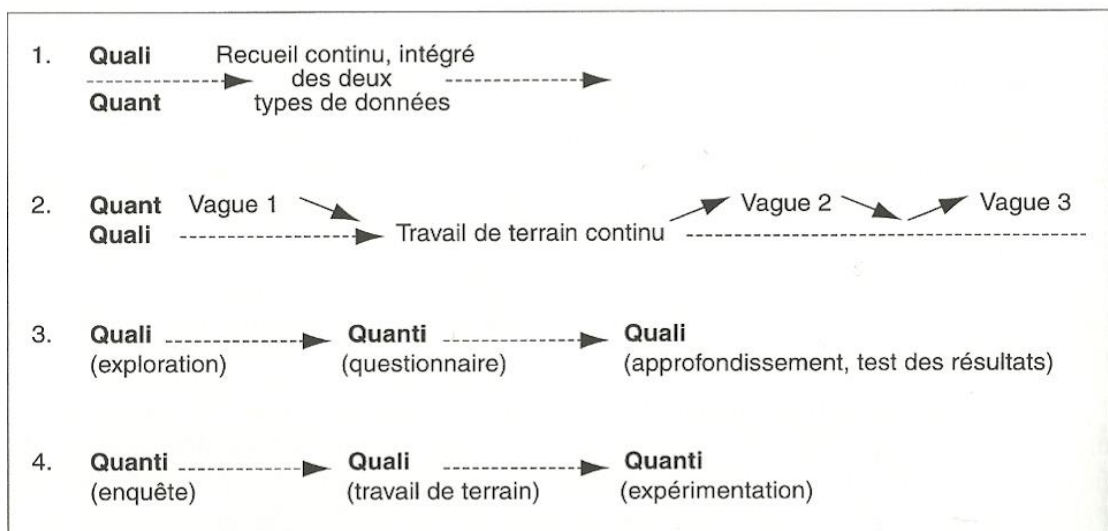 1. Quali Recueil continu, intégré
des deux
Quant types de données
2. Quant Vague 1 Vague 2 Vague 3
Quali Travail de terrain continu
3. Quali Quanti Quali
(exploration) (questionnaire) (approfondissement, test des résultats)
4. Quanti Quali Quanti
(enquête) (travail de terrain) (expérimentation)